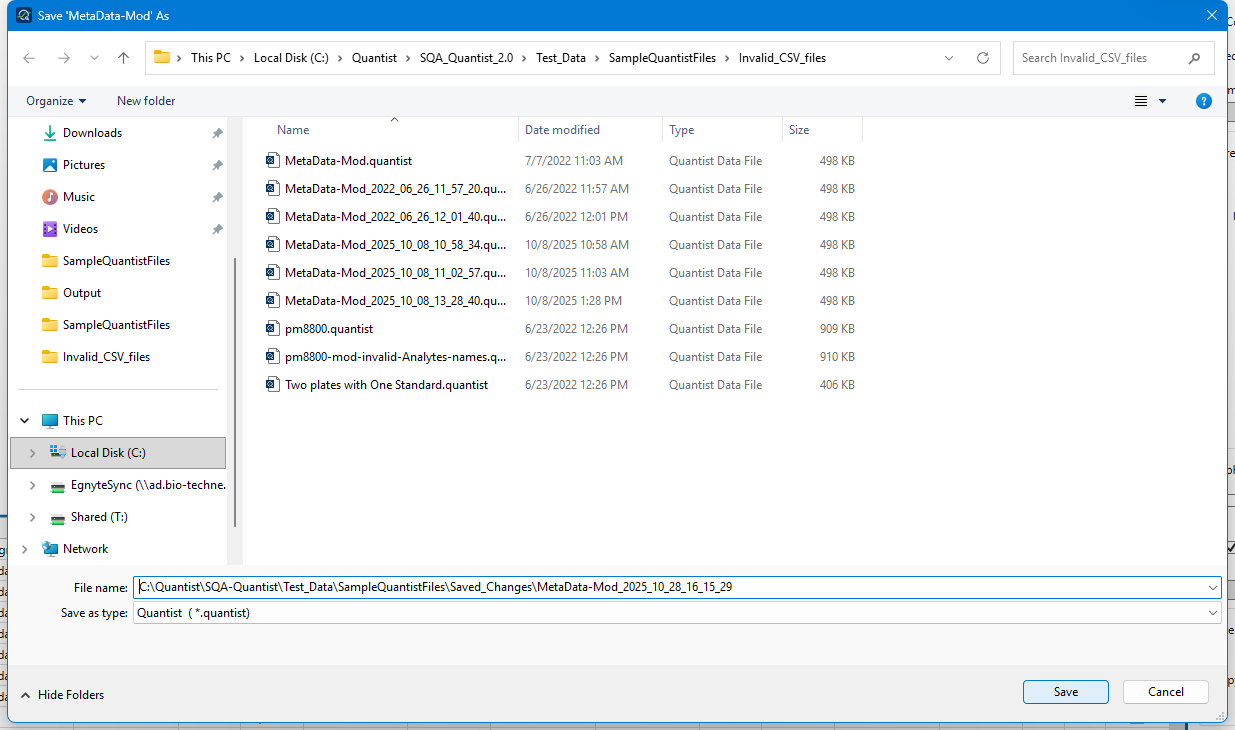 Save 'MetaData-Mod' As
This PC > Local Disk (C:) > Quantist > SQA_Quantist_2.0 > Test_Data > SampleQuantistFiles > Invalid_CSV_files
Search Invalid_CSV_files
Organize
New folder
Downloads
Pictures
Music
Videos
SampleQuantistFiles
Output
SampleQuantistFiles
Invalid_CSV_files
This PC
Local Disk (C:)
EgnyteSync (\\ad.bio-techne.
Shared (T:)
Network
Name Date modified Type Size
MetaData-Mod.quantist 7/7/2022 11:03 AM Quantist Data File 498 KB
MetaData-Mod_2022_06_26_11_57_20.qu... 6/26/2022 11:57 AM Quantist Data File 498 KB
MetaData-Mod_2022_06_26_12_01_40.qu... 6/26/2022 12:01 PM Quantist Data File 498 KB
MetaData-Mod_2025_10_08_10_58_34.qu... 10/8/2025 10:58 AM Quantist Data File 498 KB
MetaData-Mod_2025_10_08_11_02_57.qu... 10/8/2025 11:03 AM Quantist Data File 498 KB
MetaData-Mod_2025_10_08_13_28_40.qu... 10/8/2025 1:28 PM Quantist Data File 498 KB
pm8800.quantist 6/23/2022 12:26 PM Quantist Data File 909 KB
pm8800-mod-invalid-Analytes-names.q... 6/23/2022 12:26 PM Quantist Data File 910 KB
Two plates with One Standard.quantist 6/23/2022 12:26 PM Quantist Data File 406 KB
File name: C:\Quantist\SQA-Quantist\Test_Data\SampleQuantistFiles\Saved_Changes\MetaData-Mod_2025_10_28_16_15_29
Save as type: Quantist ( *.quantist)
Hide Folders
Save
Cancel